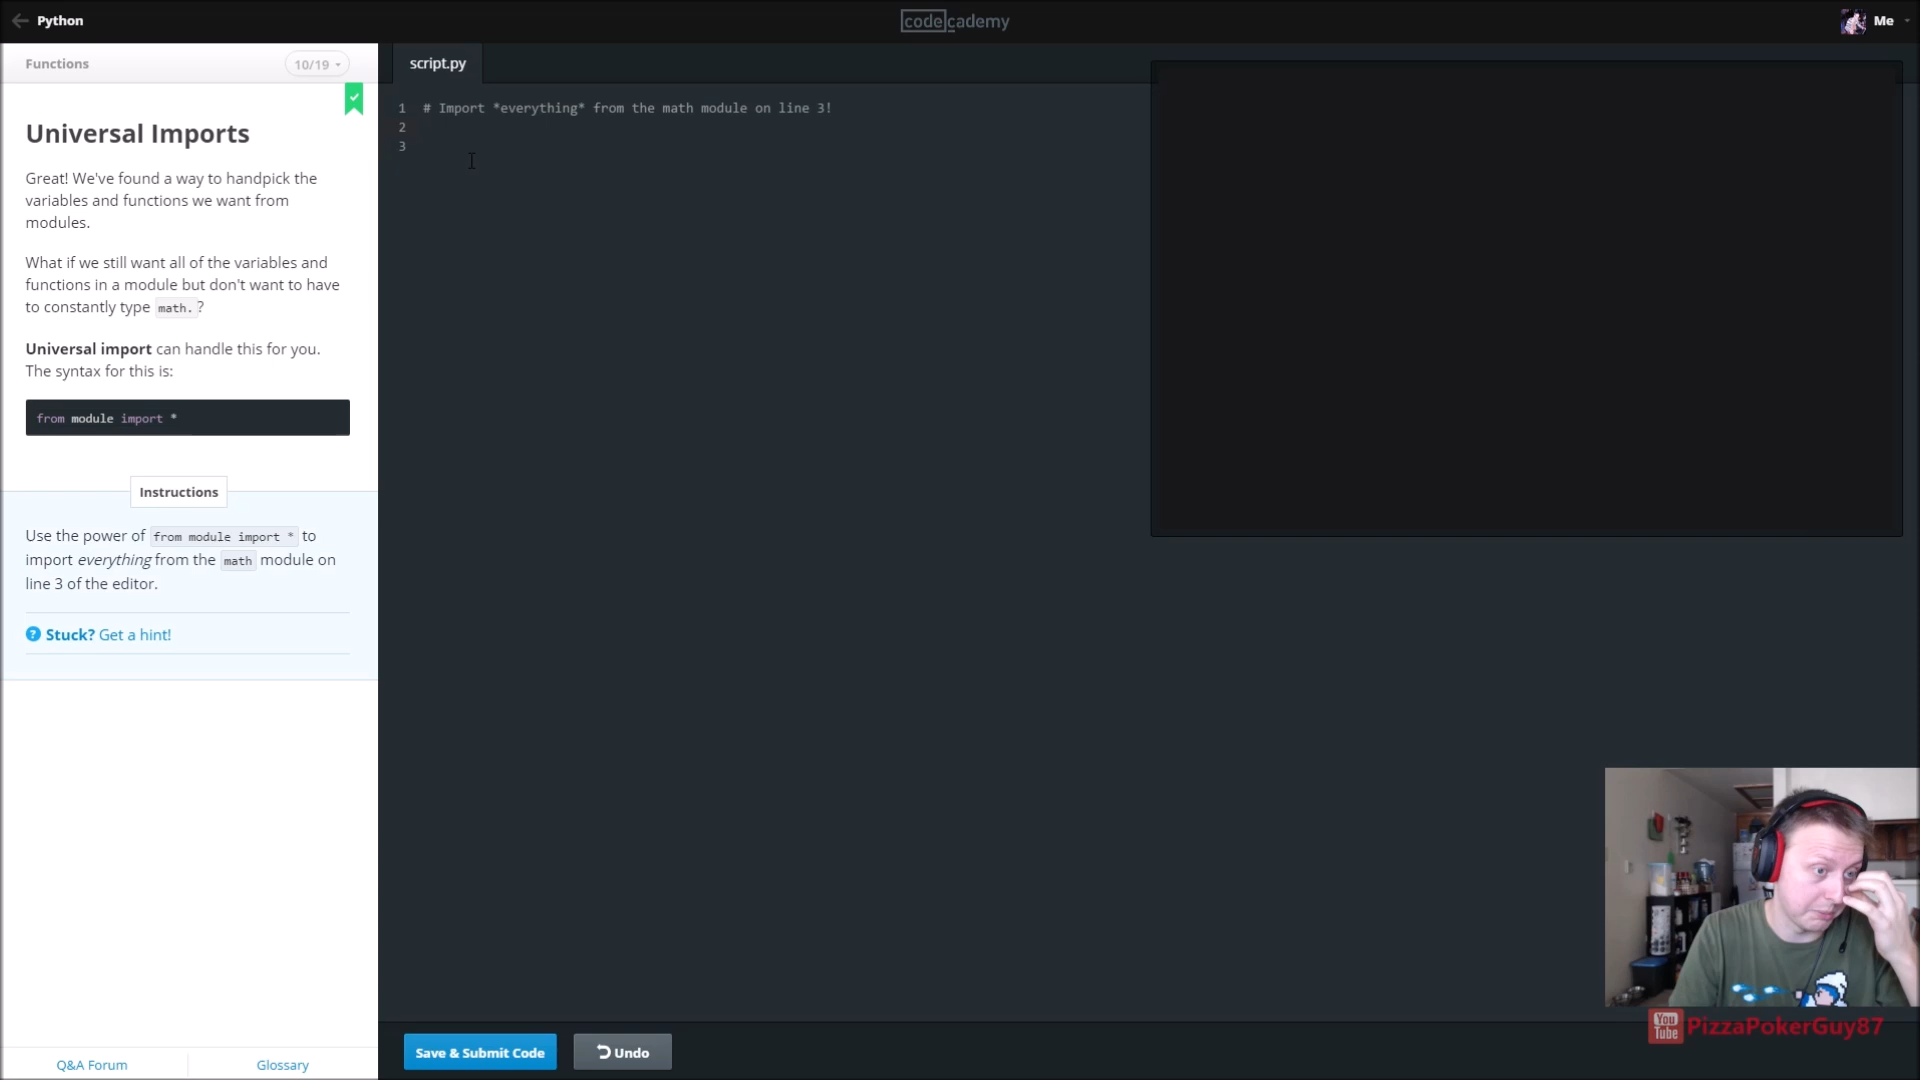 Python
codecademy
Me
Functions
10/19
script.py
Universal Imports
Great! We've found a way to handpick the
variables and functions we want from
modules.
What if we still want all of the variables and
functions in a module but don't want to have
to constantly type math. ?
Universal import can handle this for you.
The syntax for this is:
from module import *
Instructions
Use the power of from module import * to
import everything from the math module on
line 3 of the editor.
? Stuck? Get a hint!
Q&A Forum
Glossary
1 # Import *everything* from the math module on line 3!
2
3
Save & Submit Code
Undo
You Tube PizzaPokerGuy87